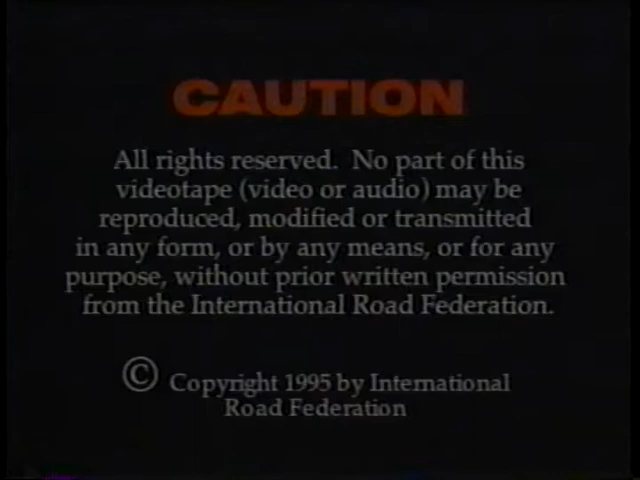 CAUTION
All rights reserved. No part of this
videotape (video or audio) may be
reproduced, modified or transmitted
in any form, or by any means, or for any
purpose, without prior written permission
from the International Road Federation.
© Copyright 1995 by International
Road Federation